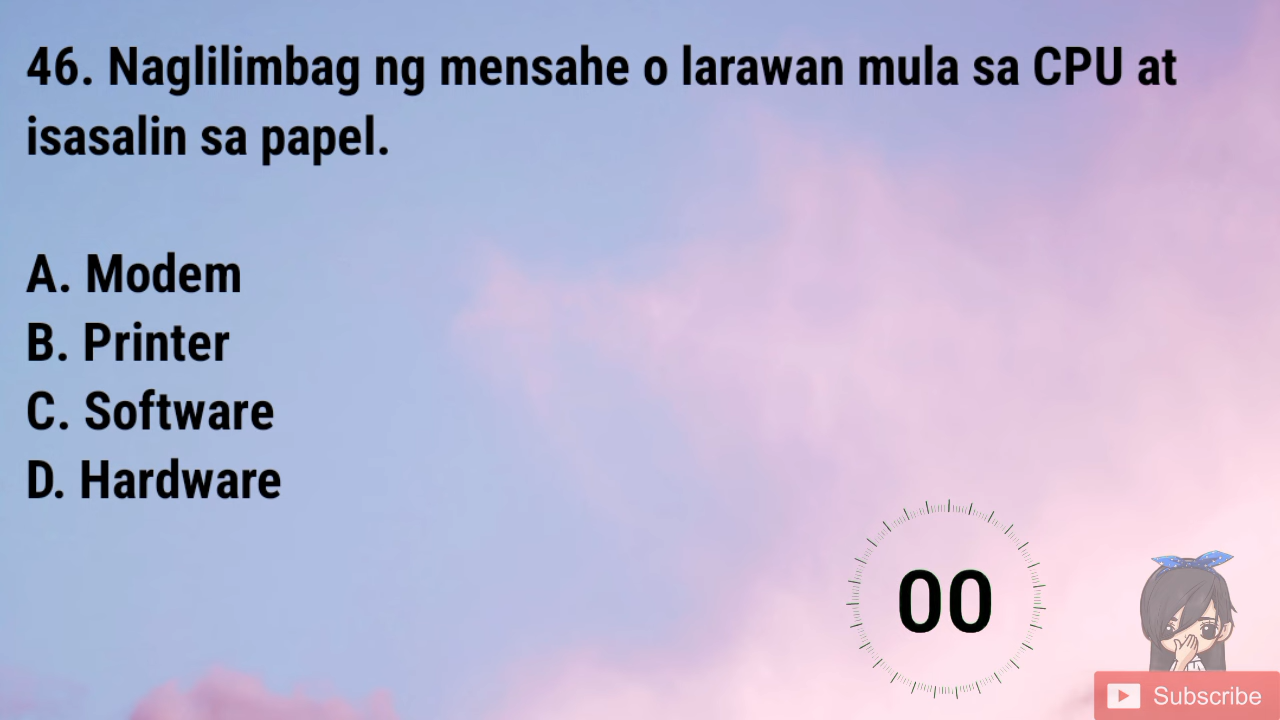 46. Naglilimbag ng mensahe o larawan mula sa CPU at
isasalin sa papel.
A. Modem
B. Printer
C. Software
D. Hardware
00
Subscribe